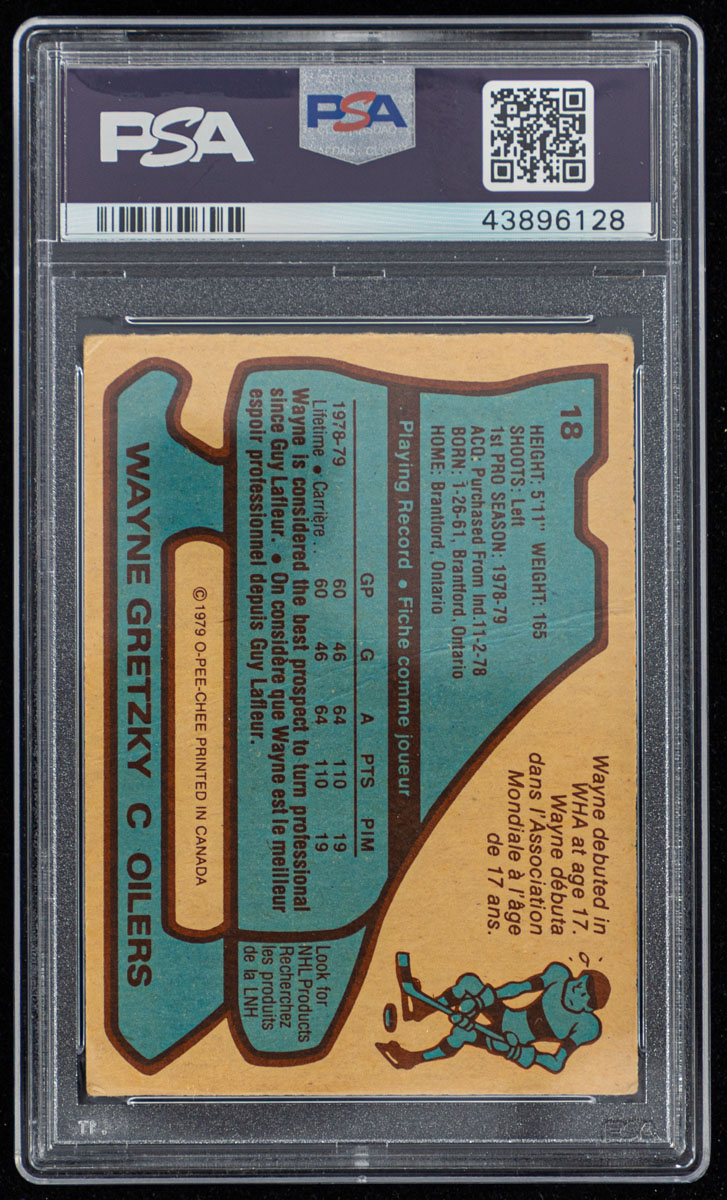 PSA
PSA
43896128
18
HEIGHT: 5'11" WEIGHT: 165
SHOOTS: Left
1st PRO SEASON: 1978-79
ACQ: Purchased From Ind.11-2-78
BORN: 1-26-61, Brantford, Ontario
HOME: Brantford, Ontario
Wayne debuted in
WHA at age 17.
Wayne débuta
dans l'Association
Mondiale à l'âge
de 17 ans.
Playing Record • Fiche comme joueur
GP G A PTS PIM
1978-79 60 46 64 110 19
Lifetime • Carrière . . 60 46 64 110 19
Wayne is considered the best prospect to turn professional
since Guy Lafleur. • On considère que Wayne est le meilleur
espoir professionnel depuis Guy Lafleur.
Look for
NHL Products
Recherchez
les produits
de la LNH
© 1979 O-PEE-CHEE PRINTED IN CANADA
WAYNE GRETZKY C OILERS
PSA